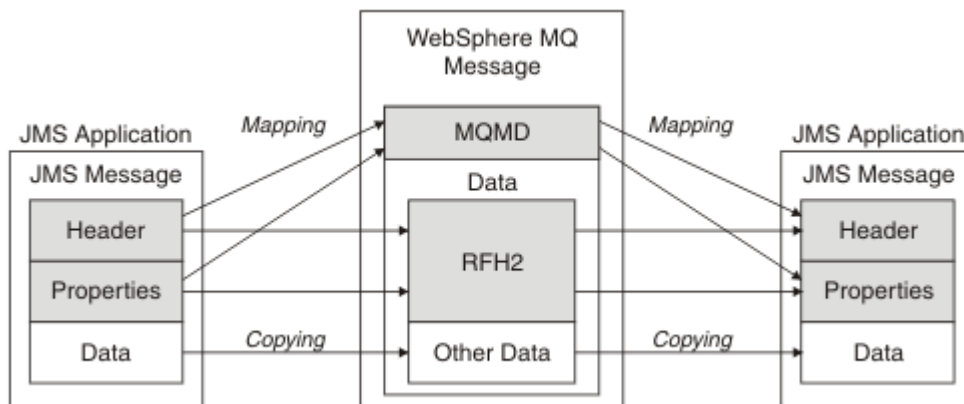 WebSphere MQ
Message
JMS Application
JMS Message
Header
Properties
Data
Mapping
Copying
MQMD
Data
RFH2
Other Data
Mapping
Copying
JMS Application
JMS Message
Header
Properties
Data